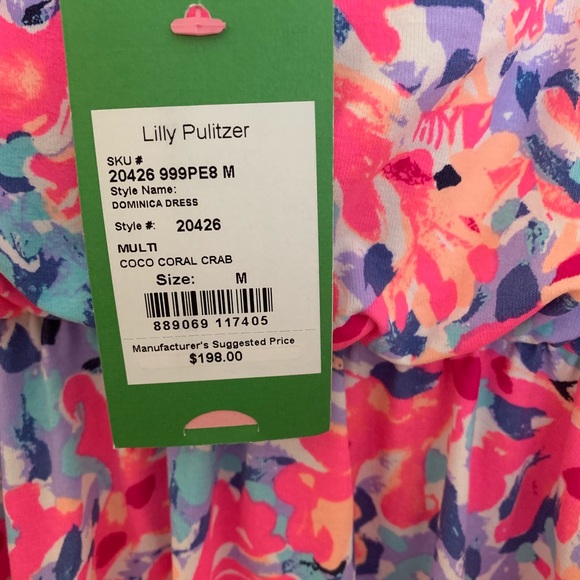 Lilly Pulitzer
SKU #
20426 999PE8 M
Style Name:
DOMINICA DRESS
Style #: 20426
MULTI
COCO CORAL CRAB
Size: M
889069 117405
Manufacturer's Suggested Price
$198.00